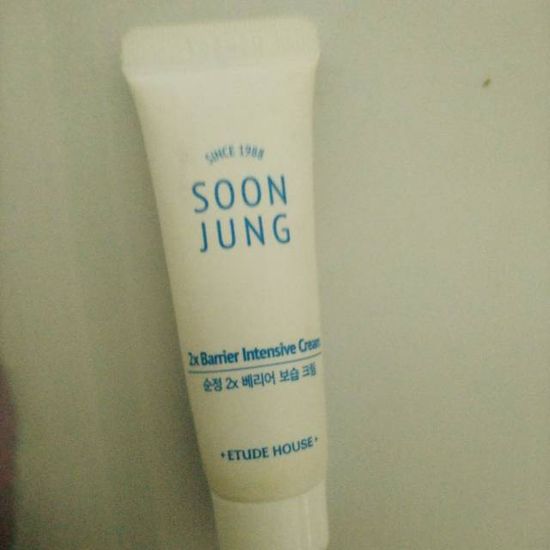 SINCE 1988
SOON
JUNG
2x Barrier Intensive Cream
순정 2x 베리어 보습 크림
ETUDE HOUSE